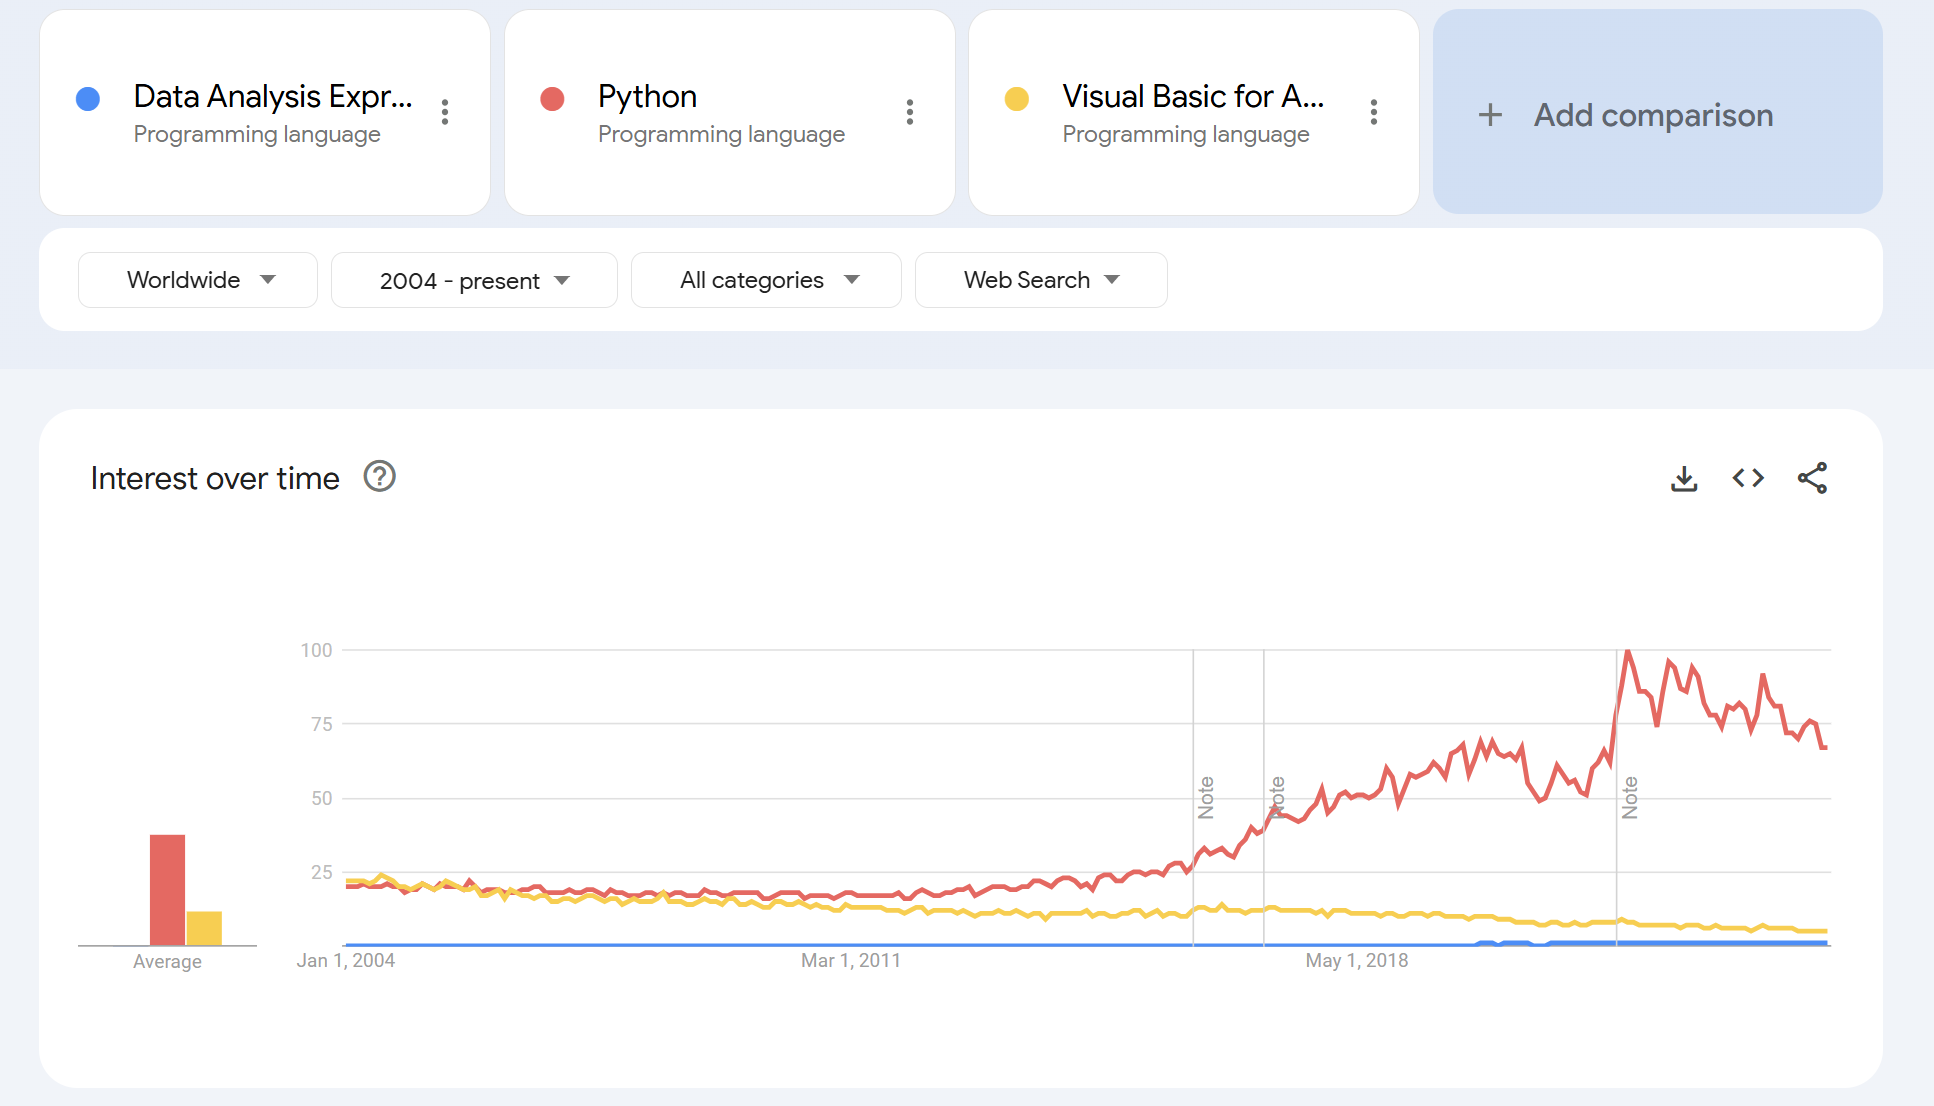 Data Analysis Expr...
Programming language
Python
Programming language
Visual Basic for A...
Programming language
+ Add comparison
Worldwide
2004 - present
All categories
Web Search
Interest over time
100
75
50
25
Note
Note
Note
Average
Jan 1, 2004
Mar 1, 2011
May 1, 2018